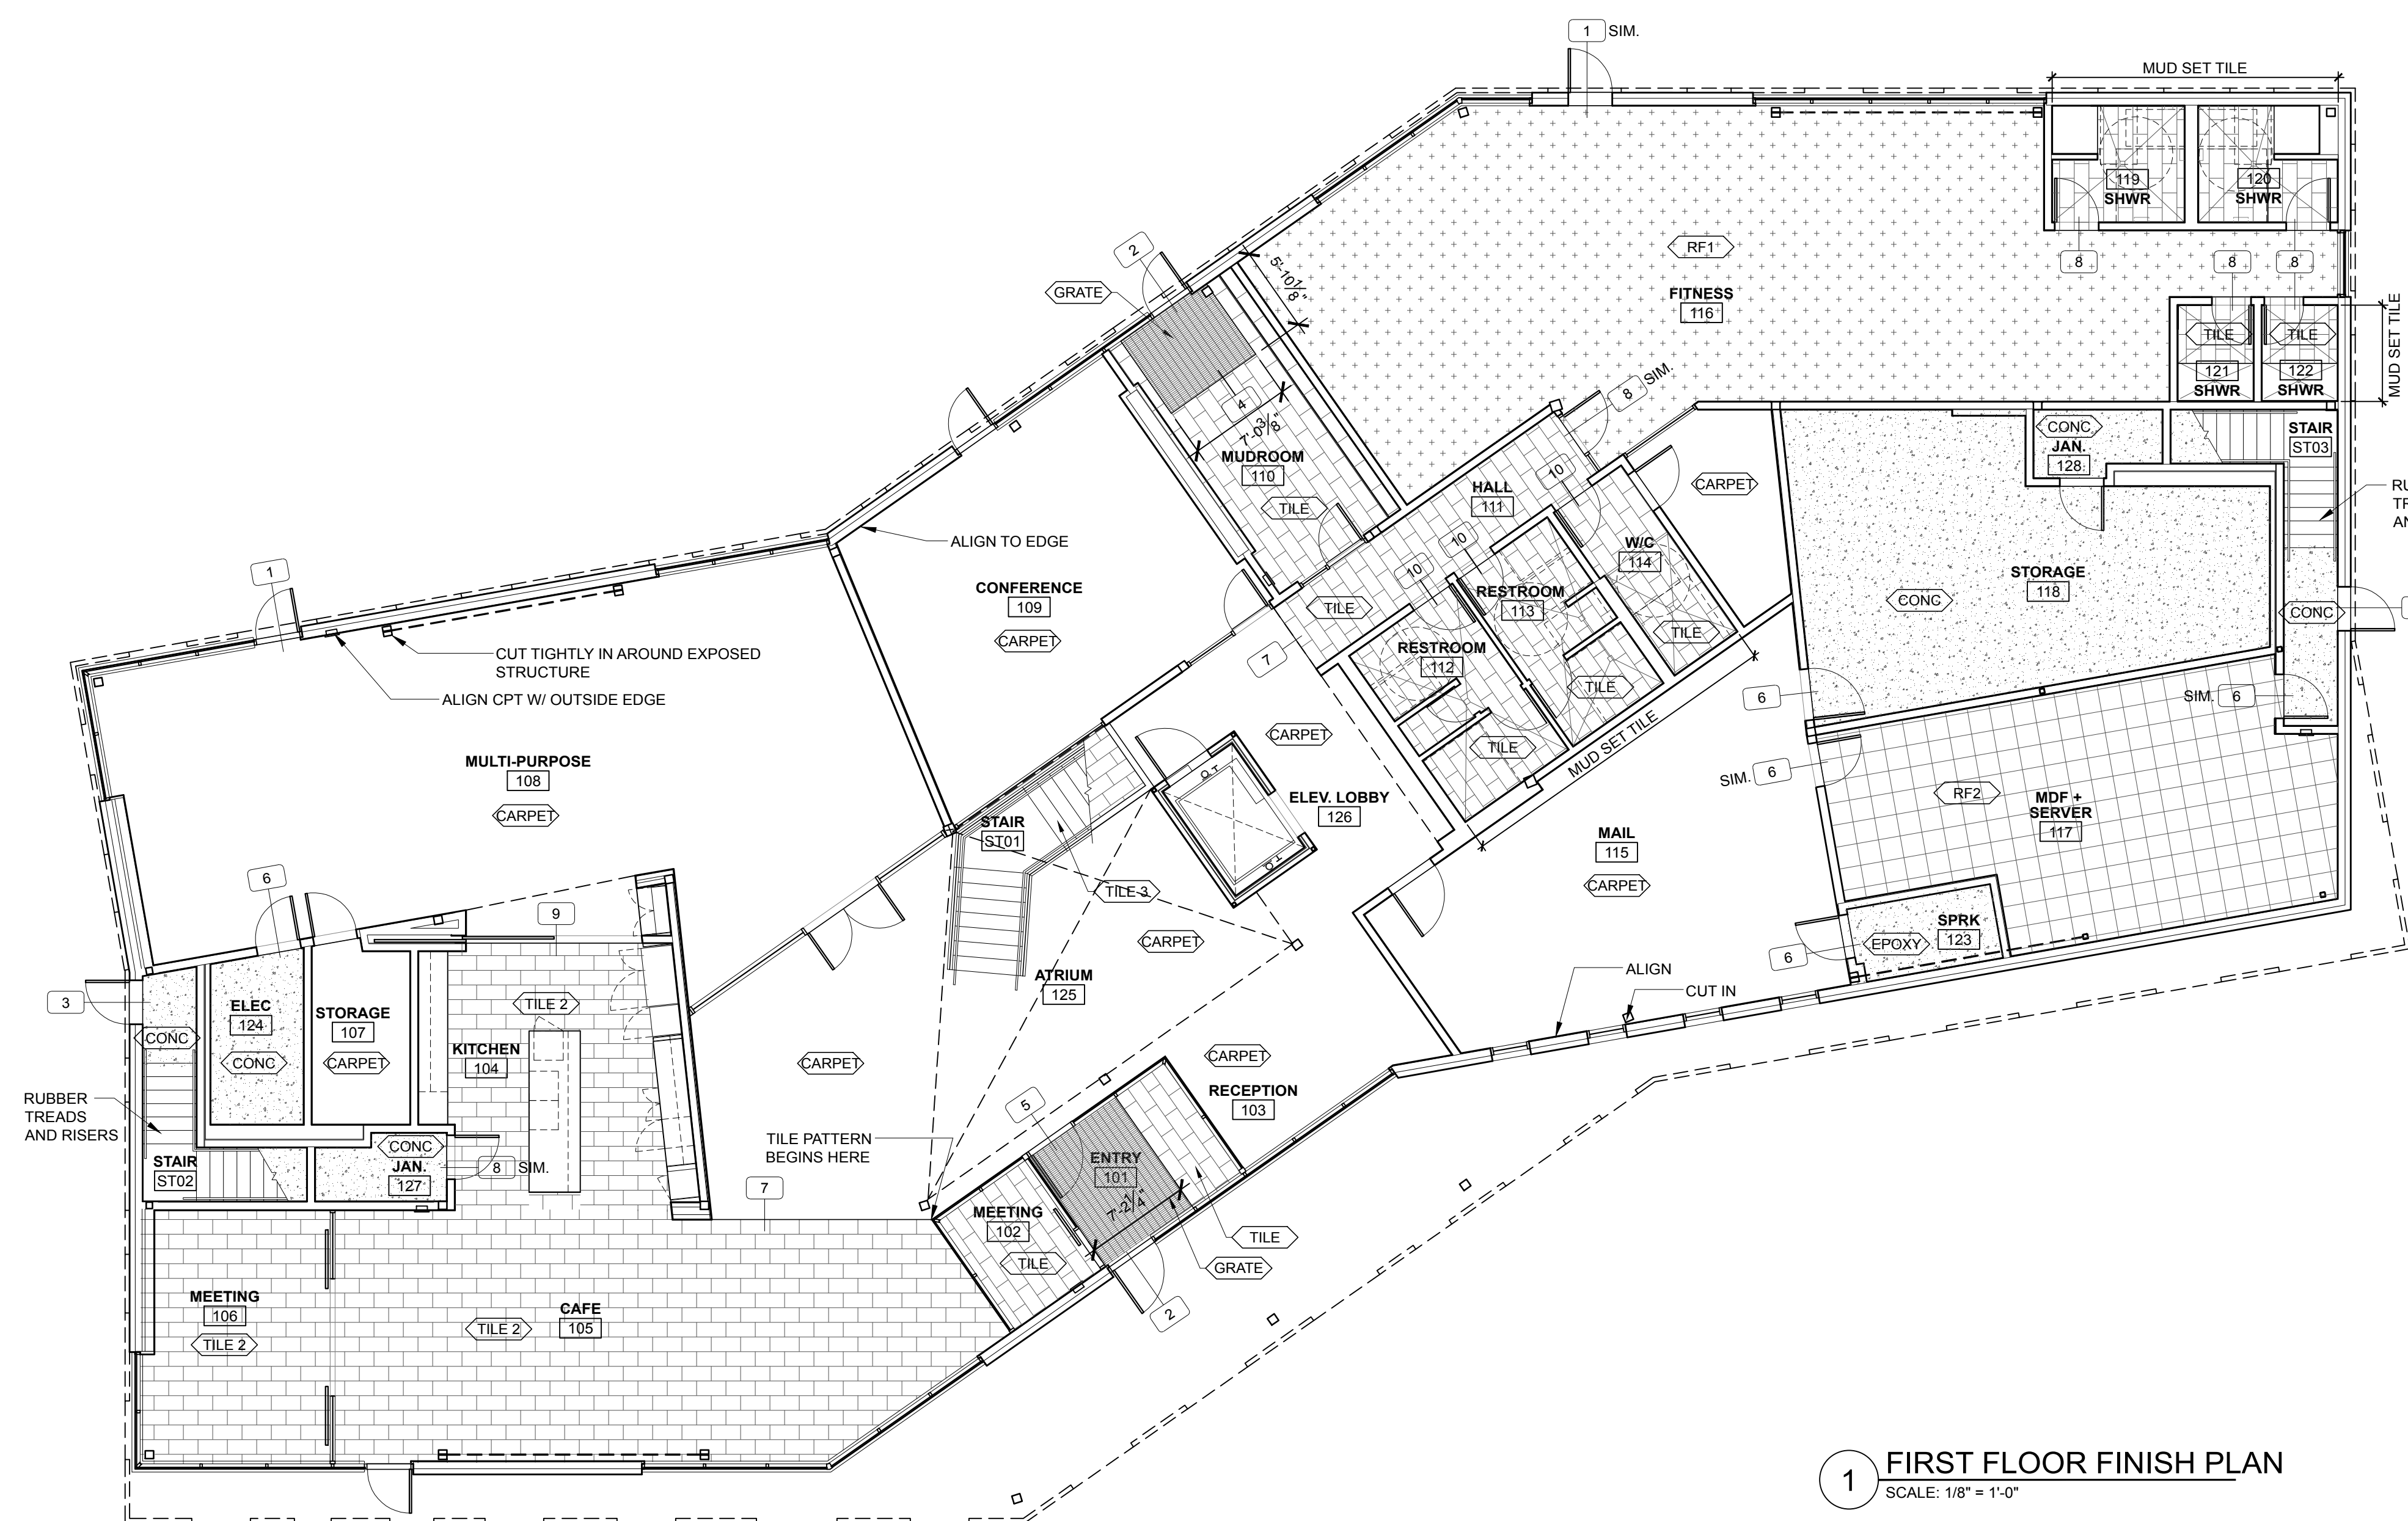 1 SIM.
MUD SET TILE
119
SHWR
120
SHWR
2
RF1
8
8
8
GRATE
5'-10 1/8"
FITNESS
116
MUD SET TILE
TILE
TILE
121
SHWR
122
SHWR
4
7'-0 3/8"
8 SIM.
CONC
JAN.
128
STAIR
ST03
MUDROOM
110
TILE
10
HALL
111
CARPET
ALIGN TO EDGE
10
W/C
114
1
10
CONFERENCE
109
CARPET
TILE
RESTROOM
113
STORAGE
118
CONC
CONC
TILE
CUT TIGHTLY IN AROUND EXPOSED
STRUCTURE
ALIGN CPT W/ OUTSIDE EDGE
7
RESTROOM
112
TILE
6
SIM. 6
MULTI-PURPOSE
108
CARPET
CARPET
TILE
MUD SET TILE
SIM. 6
RF2
MDF +
SERVER
117
ELEV. LOBBY
126
STAIR
ST01
MAIL
115
CARPET
6
TILE 3
9
CARPET
SPRK
123
EPOXY
6
ATRIUM
125
ALIGN
CUT IN
3
CONC
ELEC
124
CONC
STORAGE
107
CARPET
TILE 2
KITCHEN
104
CARPET
CARPET
RECEPTION
103
RUBBER
TREADS
AND RISERS
5
TILE PATTERN
BEGINS HERE
CONC
JAN.
127
8 SIM.
STAIR
ST02
ENTRY
101
7'-2 1/4"
7
MEETING
102
TILE
TILE
GRATE
2
MEETING
106
TILE 2
TILE 2
CAFE
105
1
FIRST FLOOR FINISH PLAN
SCALE: 1/8" = 1'-0"